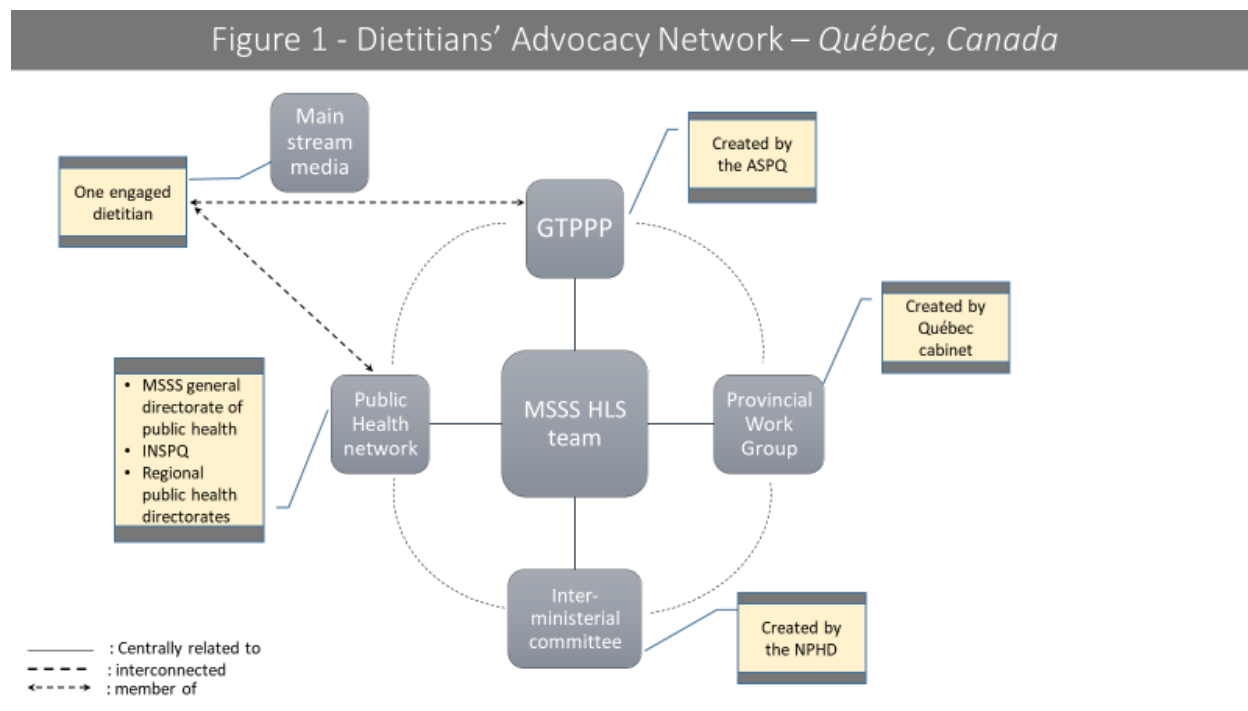 Figure 1 - Dietitians’ Advocacy Network – Québec, Canada
Main
stream
media
One engaged
dietitian
GTPPP
Created by
the ASPQ
Created by
Québec
cabinet
• MSSS general
directorate of
public health
• INSPQ
• Regional
public health
directorates
Public
Health
network
MSSS HLS
team
Provincial
Work
Group
Inter-
ministerial
committee
Created by
the NPHD
: Centrally related to
: interconnected
: member of